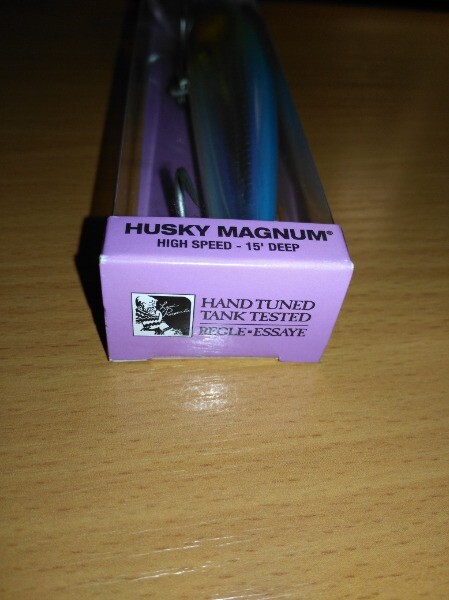 HUSKY MAGNUM®
HIGH SPEED - 15' DEEP
HAND TUNED
TANK TESTED
REGLE-ESSAYE